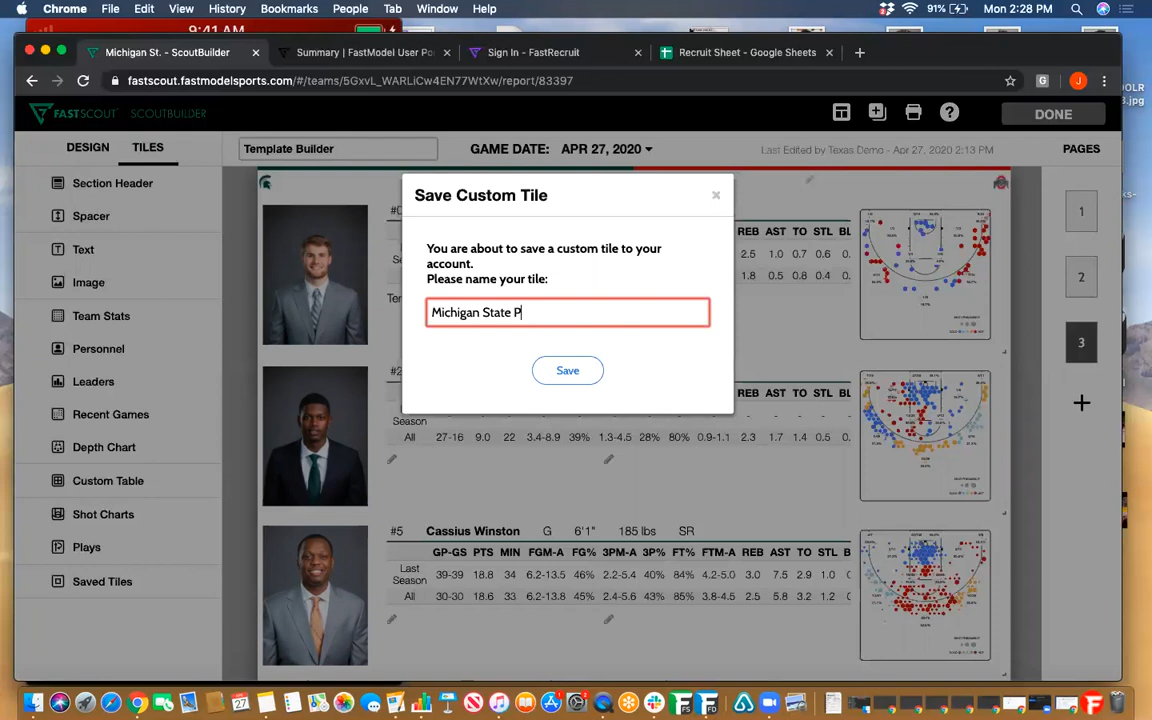 Chrome File Edit View History Bookmarks People Tab Window Help 91% Mon 2:28 PM
9:41 AM
Michigan St. - ScoutBuilder Summary | FastModel User Po Sign In - FastRecruit Recruit Sheet - Google Sheets
fastscout.fastmodelsports.com/#/teams/5GxvL_WARLiCw4EN77WtXw/report/83397 G J
FASTSCOUT SCOUTBUILDER DONE
DESIGN TILES Template Builder GAME DATE: APR 27, 2020 Last Edited by Texas Demo - Apr 27, 2020 2:13 PM PAGES
Section Header
Spacer
Text
Image
Team Stats
Personnel
Leaders
Recent Games
Depth Chart
Custom Table
Shot Charts
Plays
Saved Tiles
Save Custom Tile
You are about to save a custom tile to your
account.
Please name your tile:
Michigan State P
Save
REB AST TO STL BL
2.5 1.0 0.7 0.6 0.
1.8 0.5 0.8 0.4 0.
REB AST TO STL BL
Season
All 27-16 9.0 22 3.4-8.9 39% 1.3-4.5 28% 80% 0.9-1.1 2.3 1.7 1.4 0.5 0.
#5 Cassius Winston G 6'1" 185 lbs SR
GP-GS PTS MIN FGM-A FG% 3PM-A 3P% FT% FTM-A REB AST TO STL B
Last
Season 39-39 18.8 34 6.2-13.5 46% 2.2-5.4 40% 84% 4.2-5.0 3.0 7.5 2.9 1.0
All 30-30 18.6 33 6.2-13.8 45% 2.4-5.6 43% 85% 3.8-4.5 2.5 5.8 3.2 1.2
1
2
3